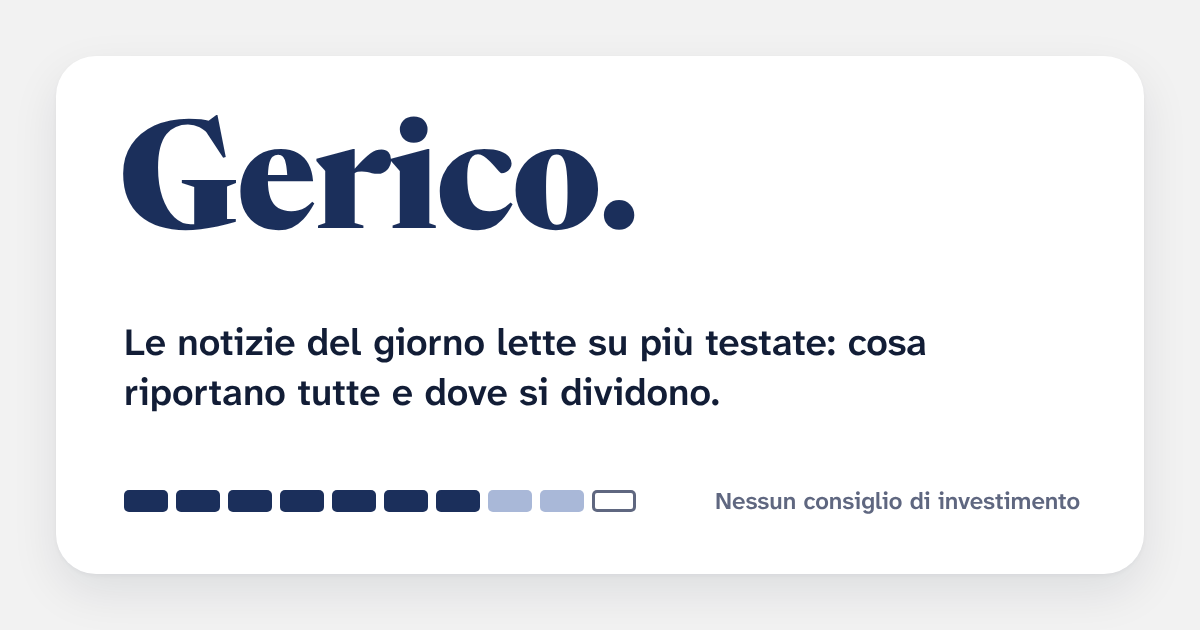 Gerico.
Le notizie del giorno lette su più testate: cosa
riportano tutte e dove si dividono.
Nessun consiglio di investimento